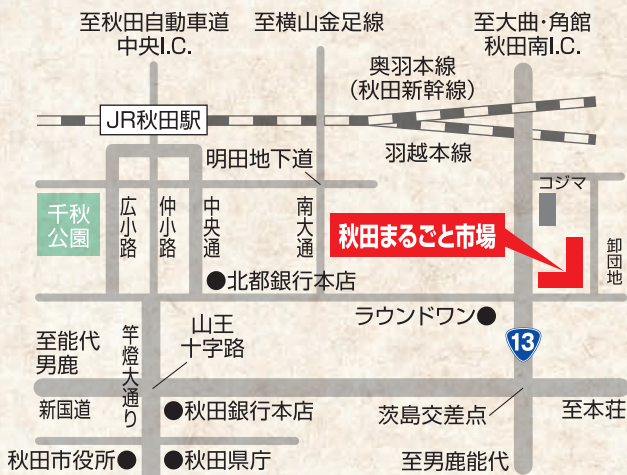 至秋田自動車道
中央I.C.
至横山金足線
至大曲・角館
秋田南I.C.
奥羽本線
(秋田新幹線)
JR秋田駅
明田地下道
羽越本線
コジマ
千秋
公園
広小路
仲小路
中央通
南大通
秋田まるごと市場
卸団地
●北都銀行本店
ラウンドワン●
山王
十字路
至能代
男鹿
竿燈大通り
13
新国道
●秋田銀行本店
茨島交差点
至本荘
秋田市役所●
●秋田県庁
至男鹿能代